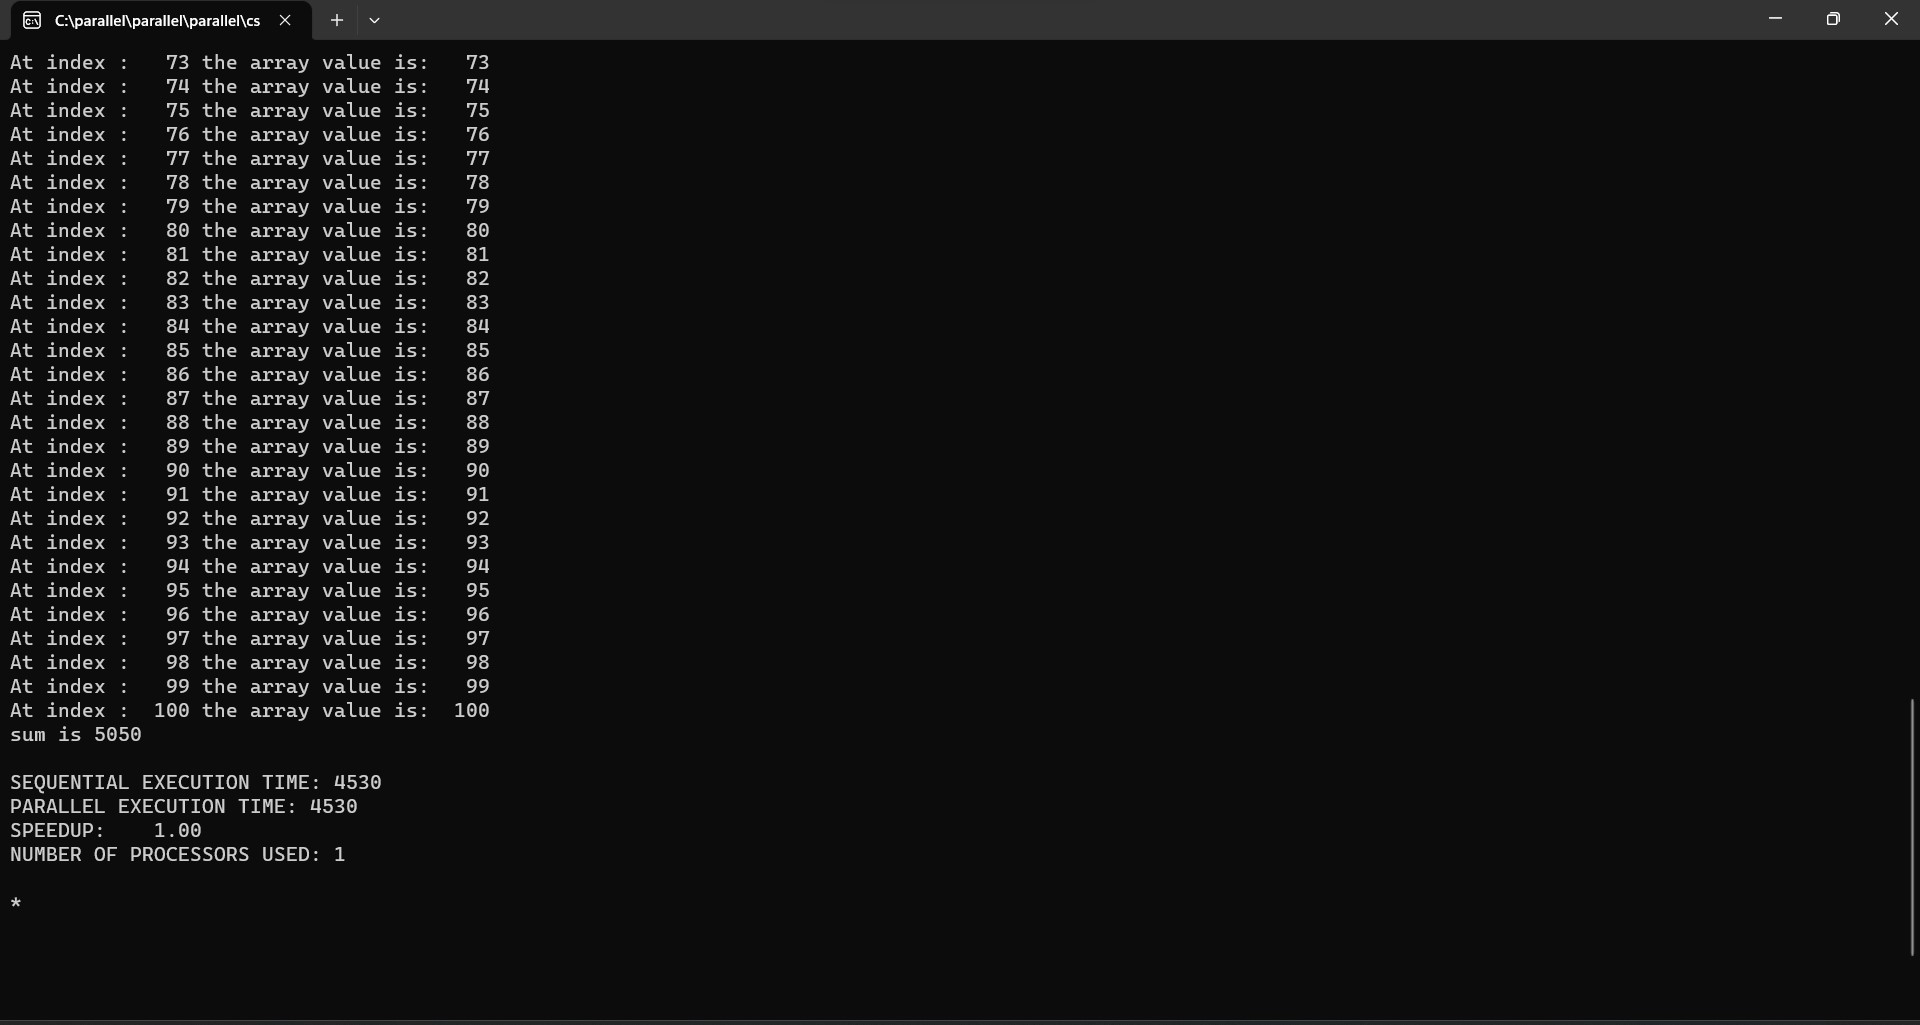 C:\parallel\parallel\parallel\cs
At index :   73 the array value is:   73
At index :   74 the array value is:   74
At index :   75 the array value is:   75
At index :   76 the array value is:   76
At index :   77 the array value is:   77
At index :   78 the array value is:   78
At index :   79 the array value is:   79
At index :   80 the array value is:   80
At index :   81 the array value is:   81
At index :   82 the array value is:   82
At index :   83 the array value is:   83
At index :   84 the array value is:   84
At index :   85 the array value is:   85
At index :   86 the array value is:   86
At index :   87 the array value is:   87
At index :   88 the array value is:   88
At index :   89 the array value is:   89
At index :   90 the array value is:   90
At index :   91 the array value is:   91
At index :   92 the array value is:   92
At index :   93 the array value is:   93
At index :   94 the array value is:   94
At index :   95 the array value is:   95
At index :   96 the array value is:   96
At index :   97 the array value is:   97
At index :   98 the array value is:   98
At index :   99 the array value is:   99
At index :  100 the array value is:  100
sum is 5050
SEQUENTIAL EXECUTION TIME: 4530
PARALLEL EXECUTION TIME: 4530
SPEEDUP:    1.00
NUMBER OF PROCESSORS USED: 1
*